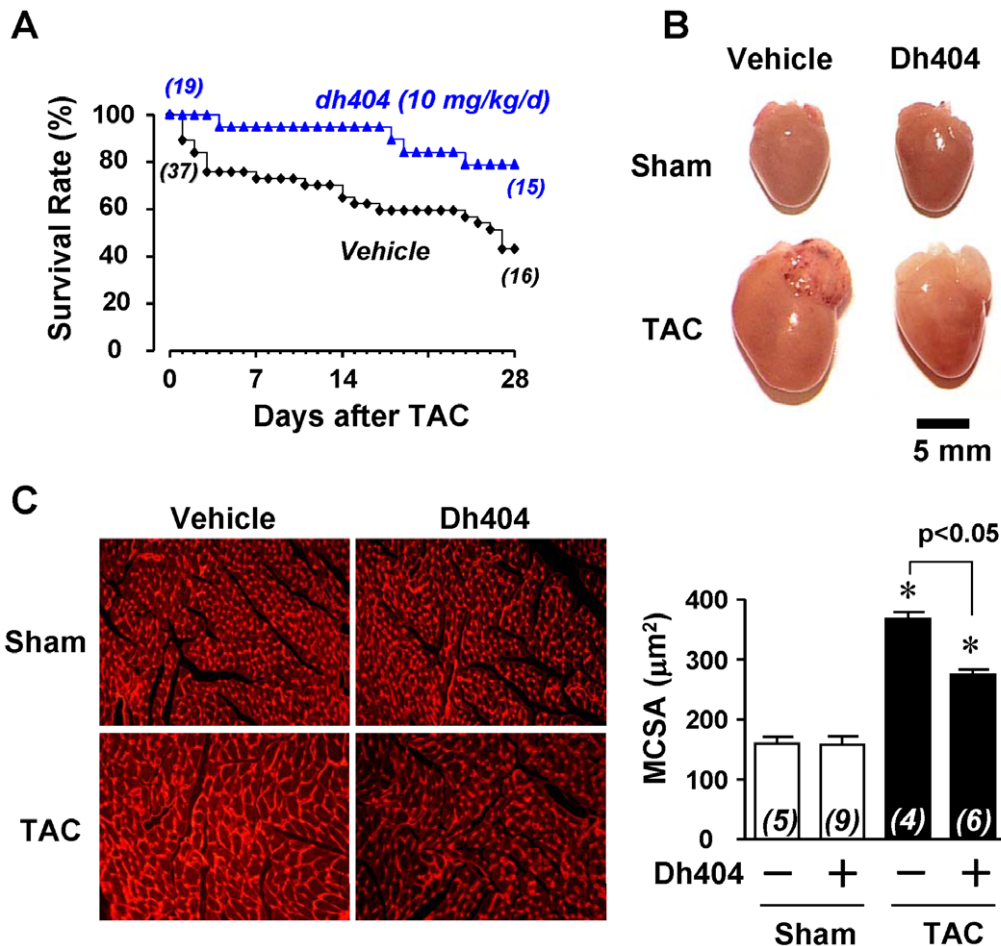 A
Survival Rate (%)
100
80
60
40
20
0
(19)
dh404 (10 mg/kg/d)
(37)
(15)
Vehicle
(16)
0 7 14 28
Days after TAC
B
Vehicle Dh404
Sham
TAC
5 mm
C
Vehicle Dh404
Sham
TAC
p<0.05
MCSA (μm²)
400
300
200
100
0
* *
(5) (9) (4) (6)
Dh404 − + − +
Sham TAC